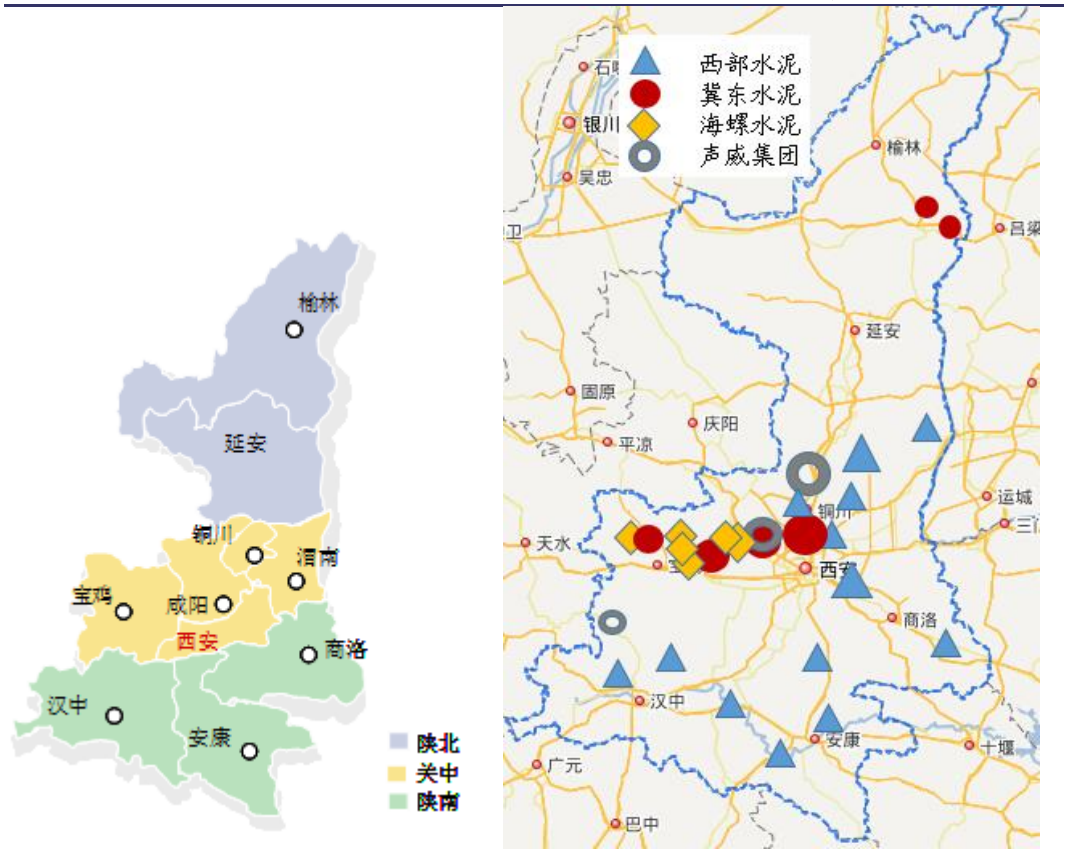 榆林
延安
铜川
渭南
宝鸡
咸阳
西安
商洛
汉中
安康
陕北
关中
陕南
西部水泥
冀东水泥
海螺水泥
声威集团
石
银川
吴忠
卫
榆林
吕梁
延安
固原
庆阳
平凉
运城
铜川
三
天水
宝
西安
商洛
汉中
安康
十堰
广元
巴中